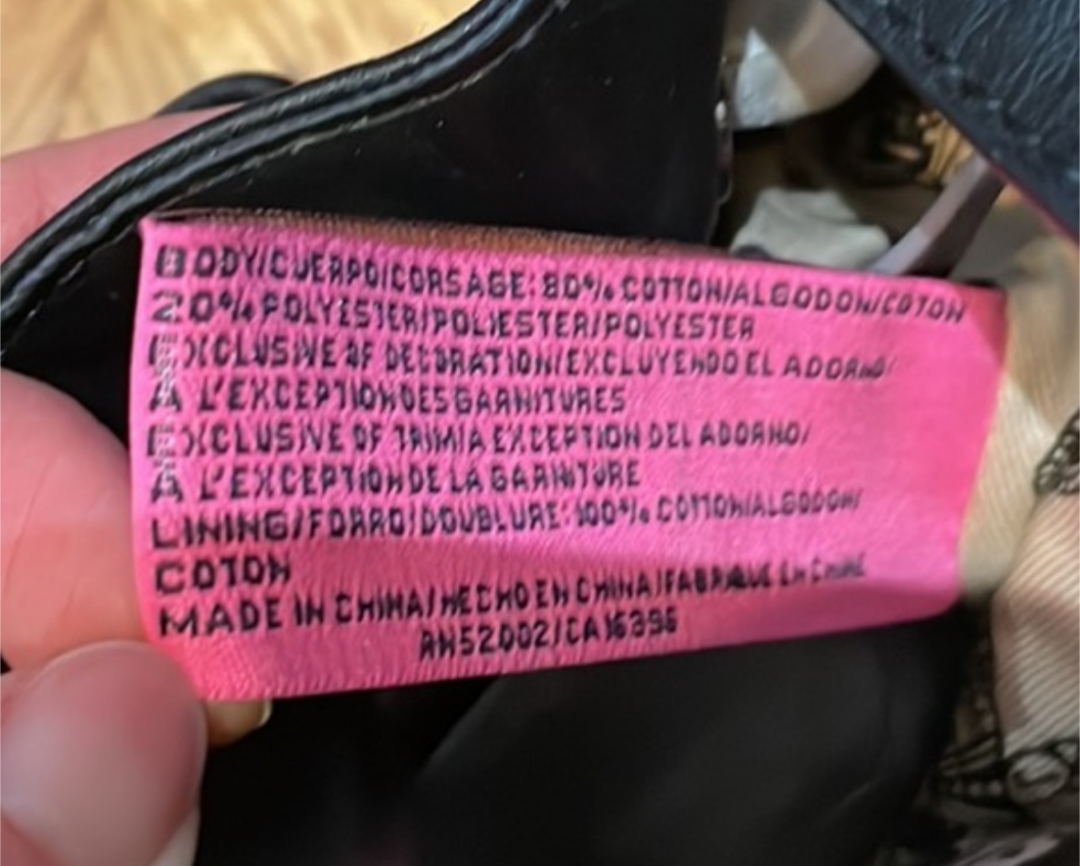 BODY/CUERPO/CORSAGE: 80% COTTON/ALGODON/COTON
20% POLYESTER/POLIESTER/POLYESTER
EXCLUSIVE OF DECORATION/EXCLUYENDO EL ADORNO/
A L'EXCEPTION DES GARNITURES
EXCLUSIVE OF TRIM/A EXCEPTION DEL ADORNO/
A L'EXCEPTION DE LA GARNITURE
LINING/FORRO/DOUBLURE: 100% COTTON/ALGODON/
COTON
MADE IN CHINA/HECHO EN CHINA/FABRIQUE EN CHINE
RN52002/CA16396